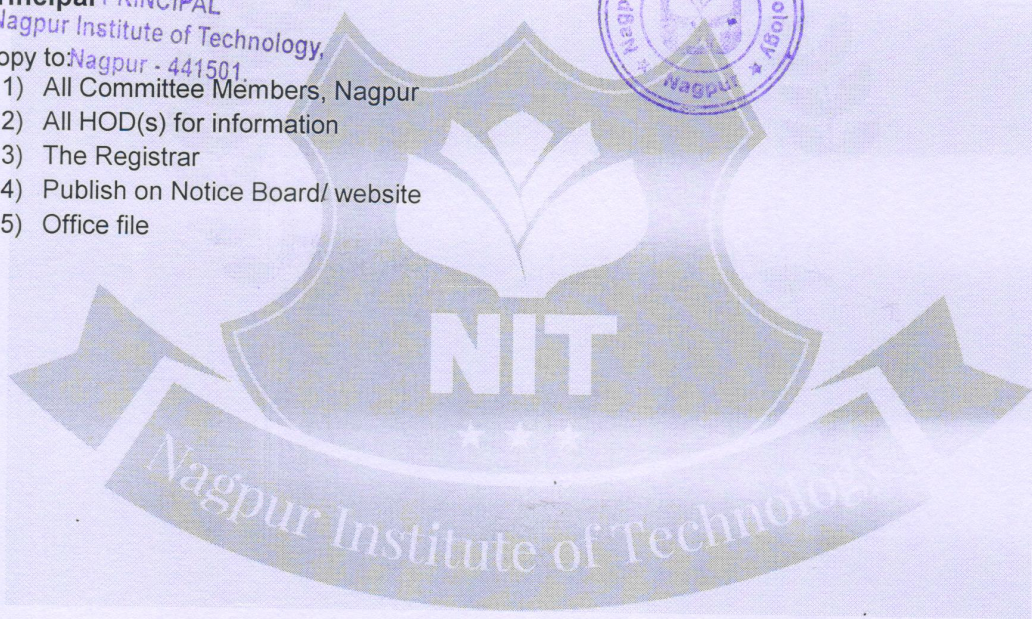 PRINCIPAL
Nagpur Institute of Technology,
Nagpur - 441501.
1) All Committee Members, Nagpur
2) All HOD(s) for information
3) The Registrar
4) Publish on Notice Board/ website
5) Office file
Nagpur
NIT
Nagpur Institute of Technology